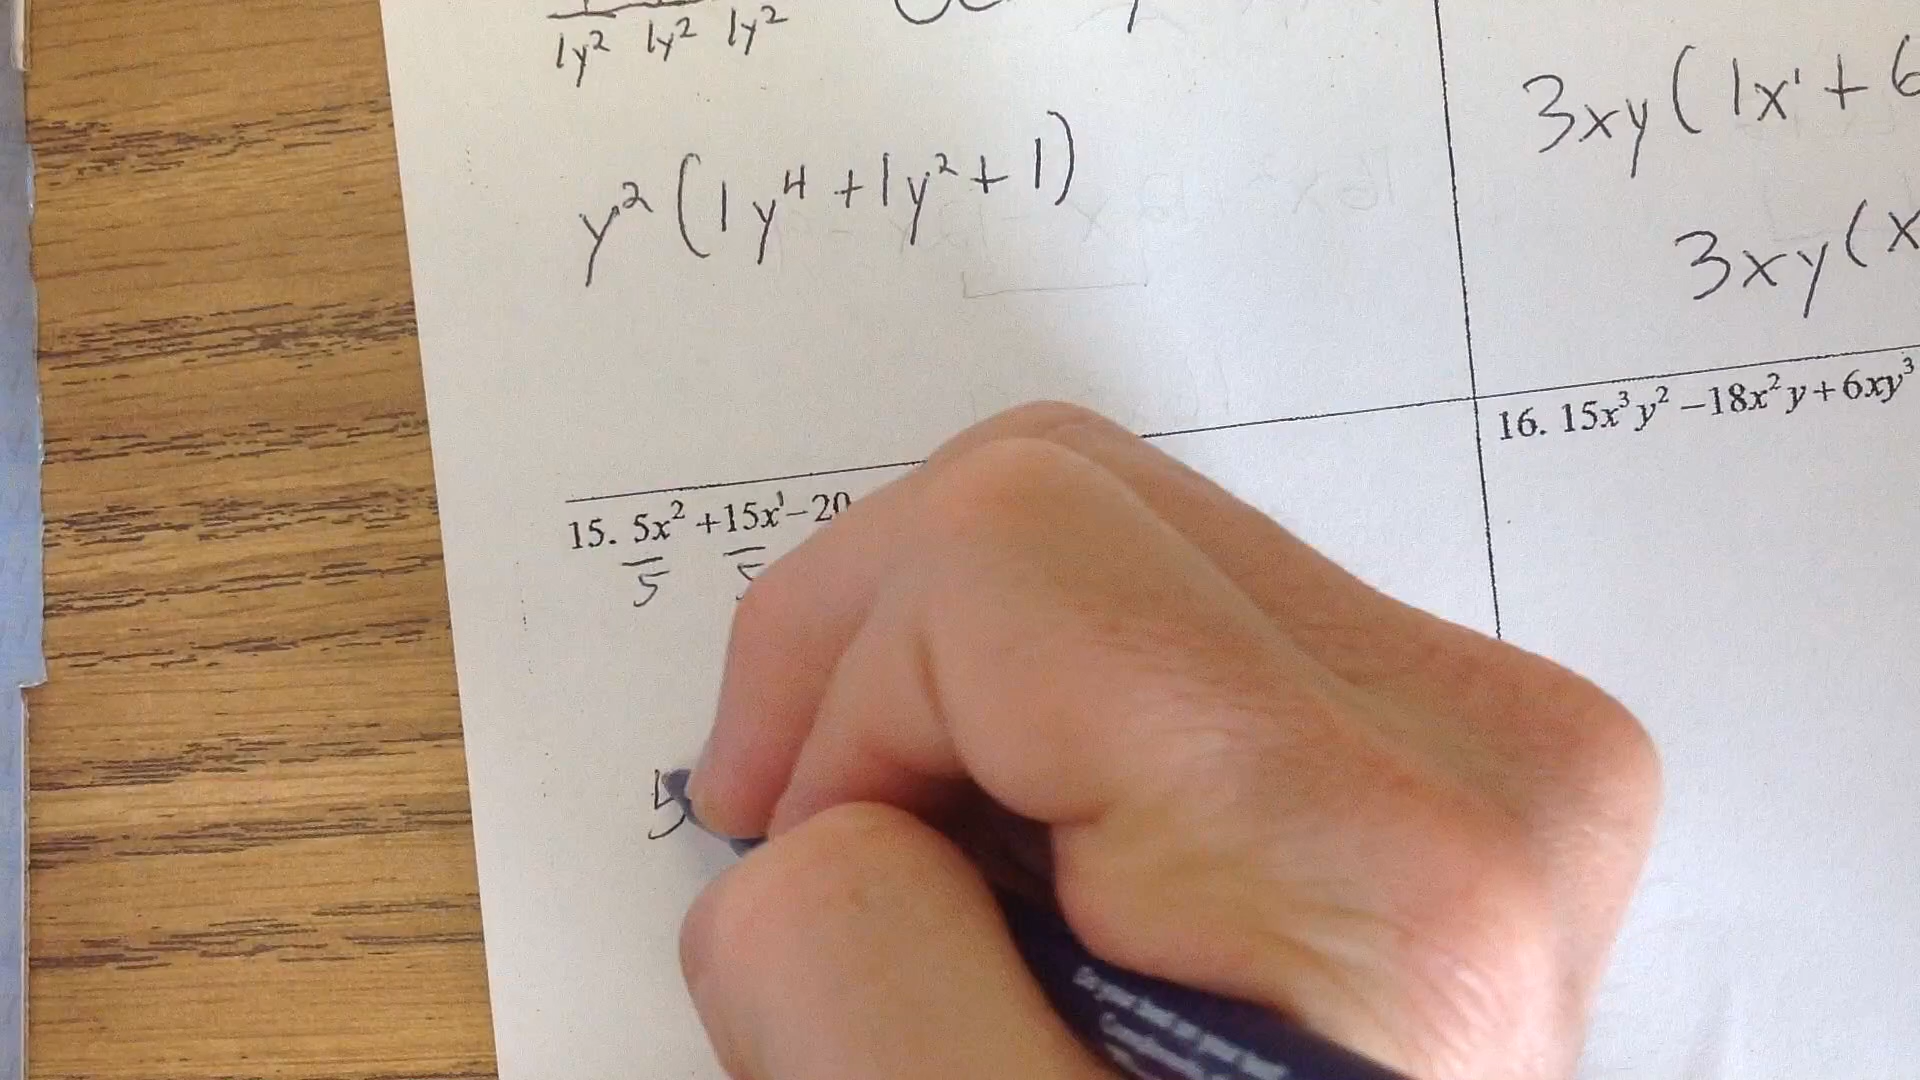 1y² 1y² 1y²
y² (1y⁴ + 1y² + 1)
3xy ( 1x¹ + 6
3xy (x
15. 5x² +15x¹–20
5 5
5
16. 15x³y² –18x²y+6xy³